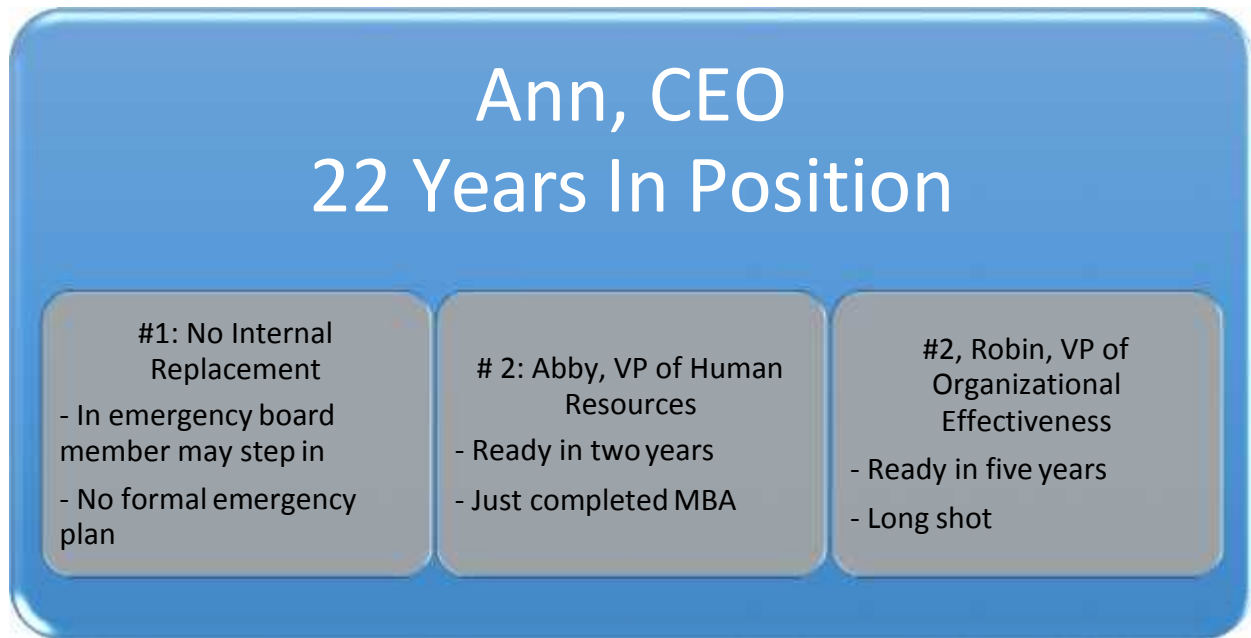 Ann, CEO
22 Years In Position
#1: No Internal
Replacement
- In emergency board
member may step in
- No formal emergency
plan
# 2: Abby, VP of Human
Resources
- Ready in two years
- Just completed MBA
#2, Robin, VP of
Organizational
Effectiveness
- Ready in five years
- Long shot